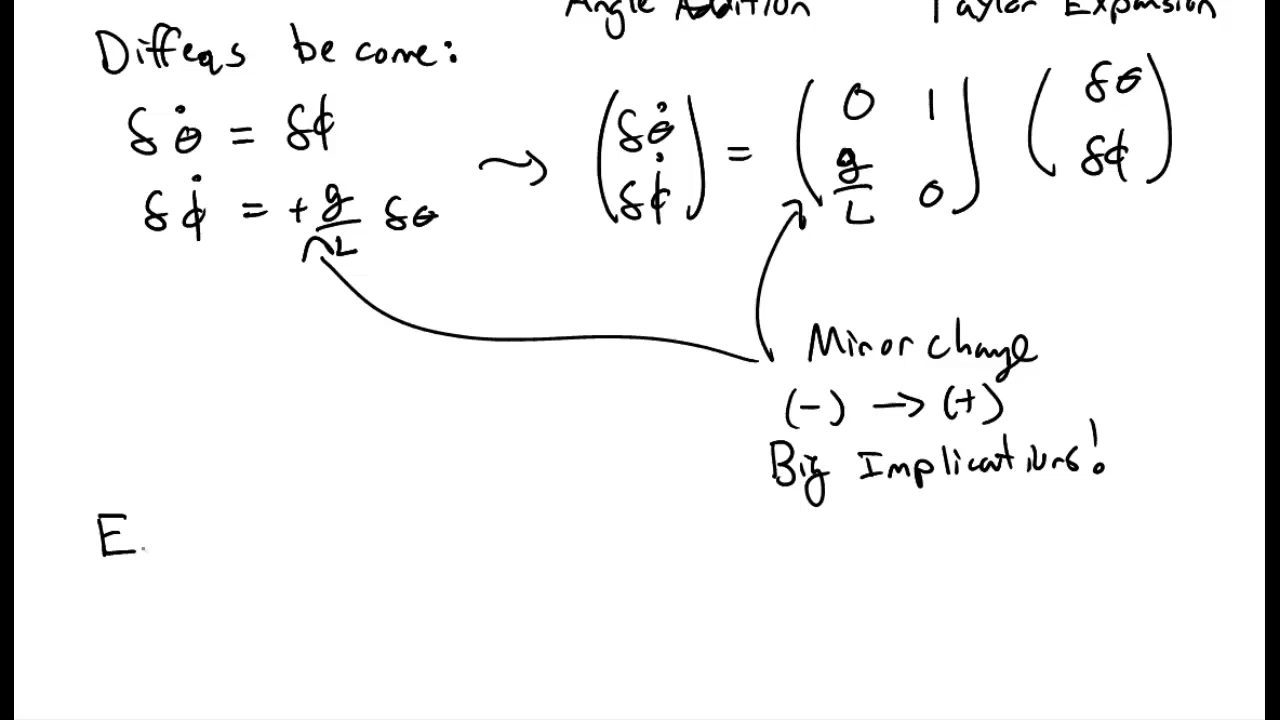 Angle Addition Taylor Expansion
Diffeqs become:
δθ̇ = δϕ
δϕ̇ = + g/L δθ
⇝ (δθ̇ δϕ̇) = (0 1 g/L 0) (δθ δϕ)
Minor change
(-) → (+)
Big Implications!
E